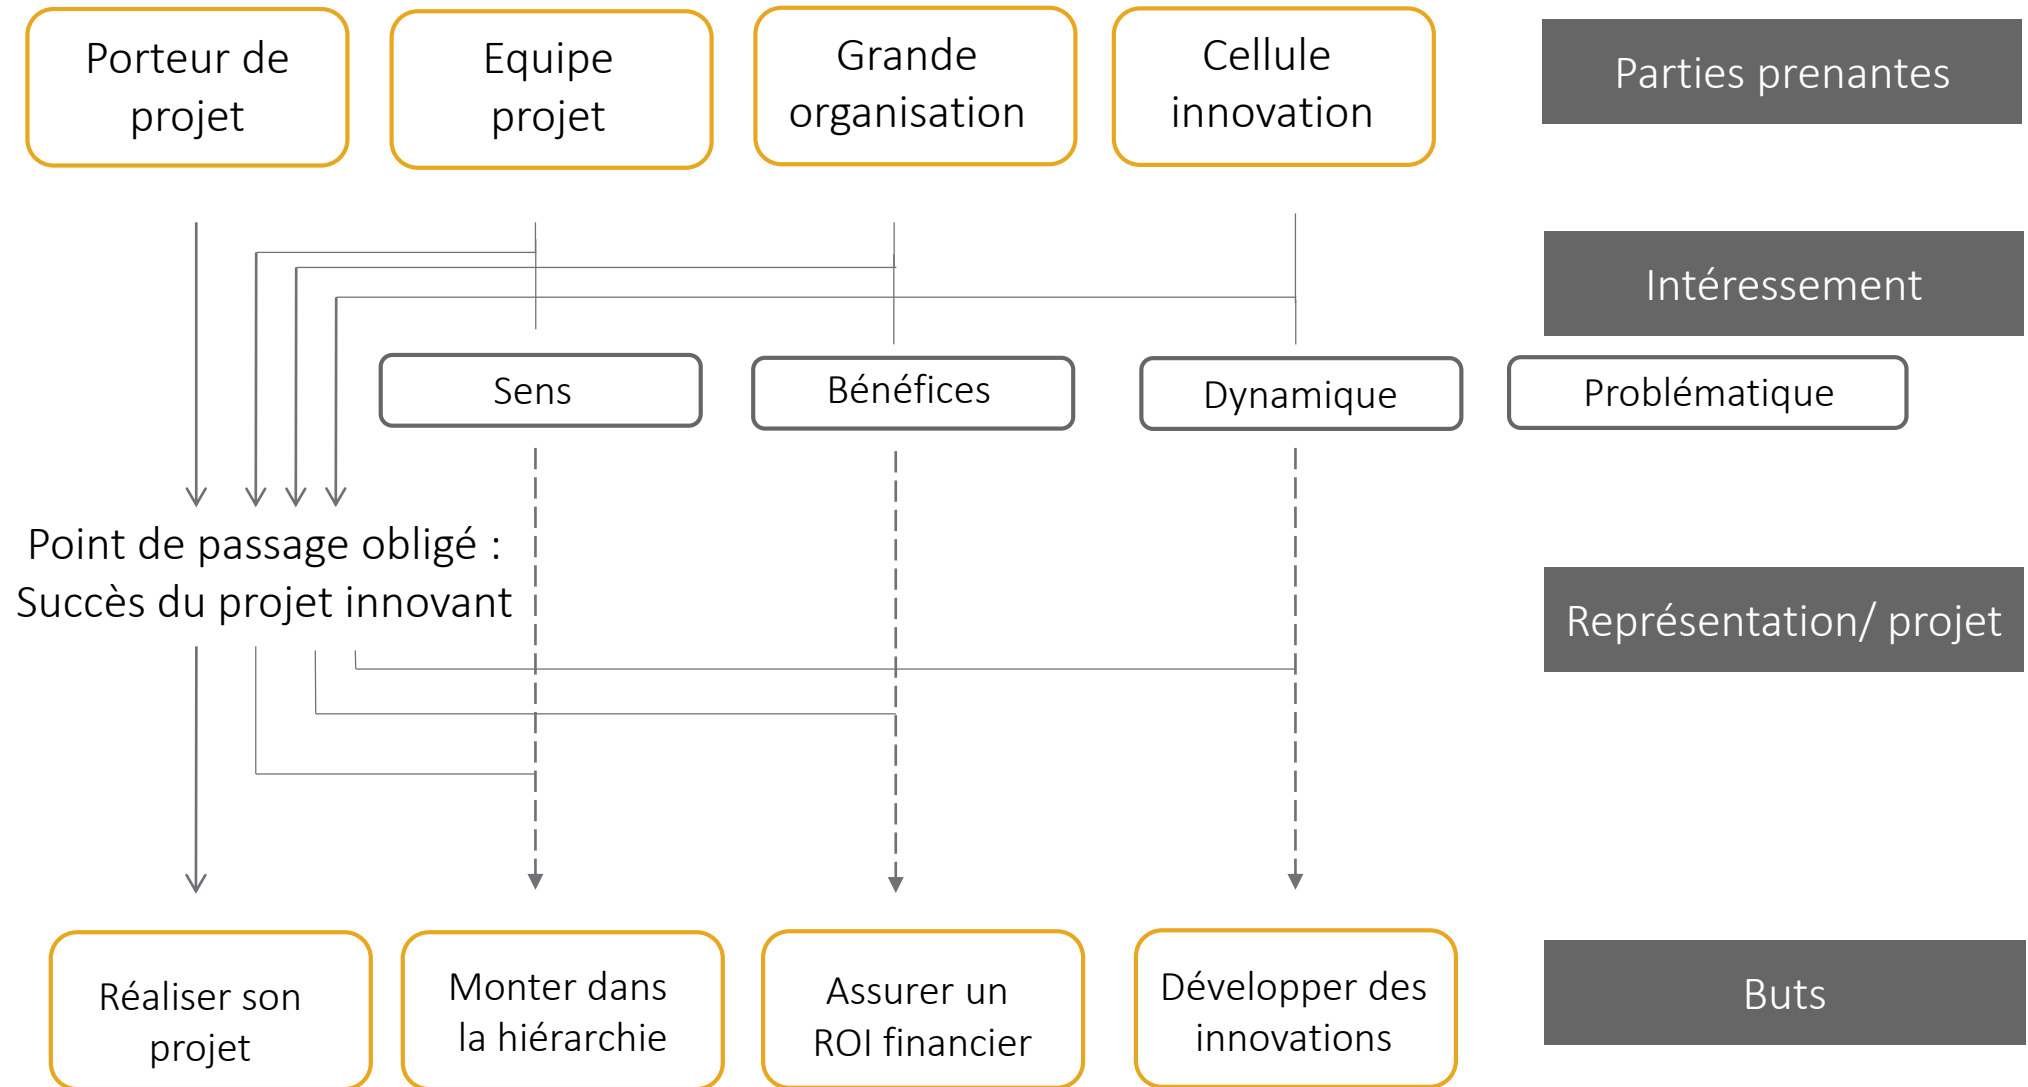 Porteur de
projet
Equipe
projet
Grande
organisation
Cellule
innovation
Parties prenantes
Intéressement
Sens
Bénéfices
Dynamique
Problématique
Point de passage obligé :
Succès du projet innovant
Représentation/ projet
Réaliser son
projet
Monter dans
la hiérarchie
Assurer un
ROI financier
Développer des
innovations
Buts